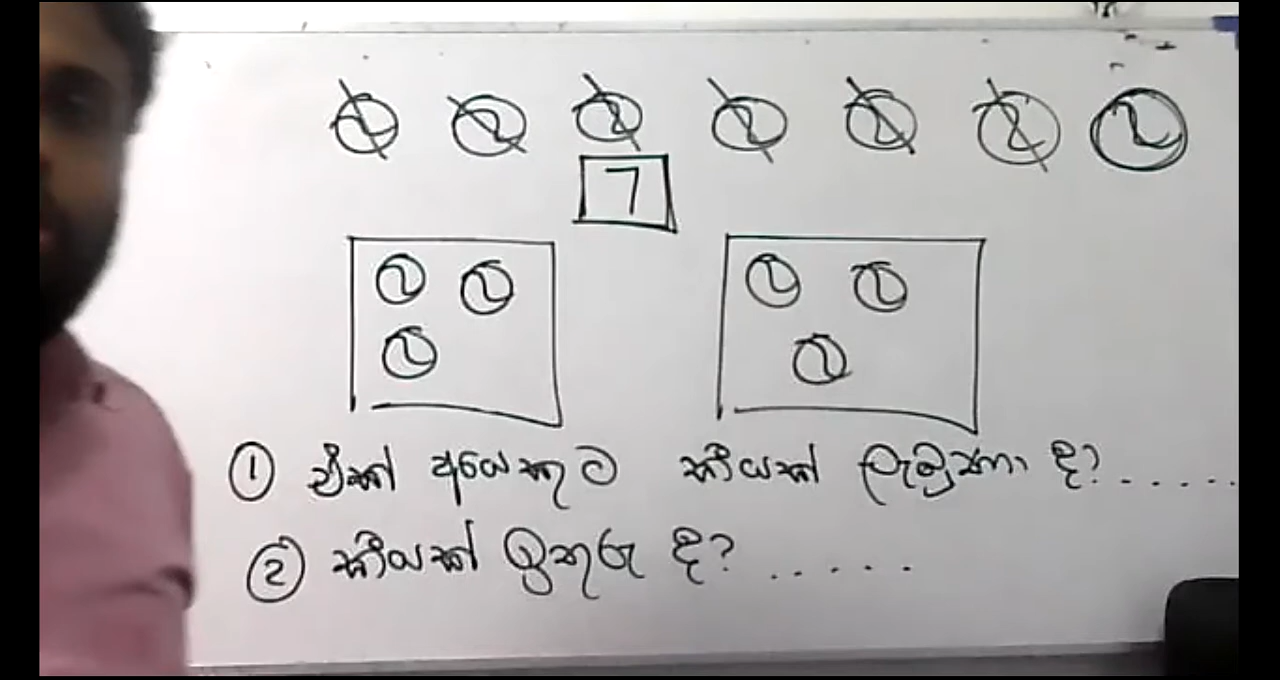 7
① එක් අයෙකුට කීයක් ලැබුනා ද? ......
② කීයක් ඉතුරු ද? .....